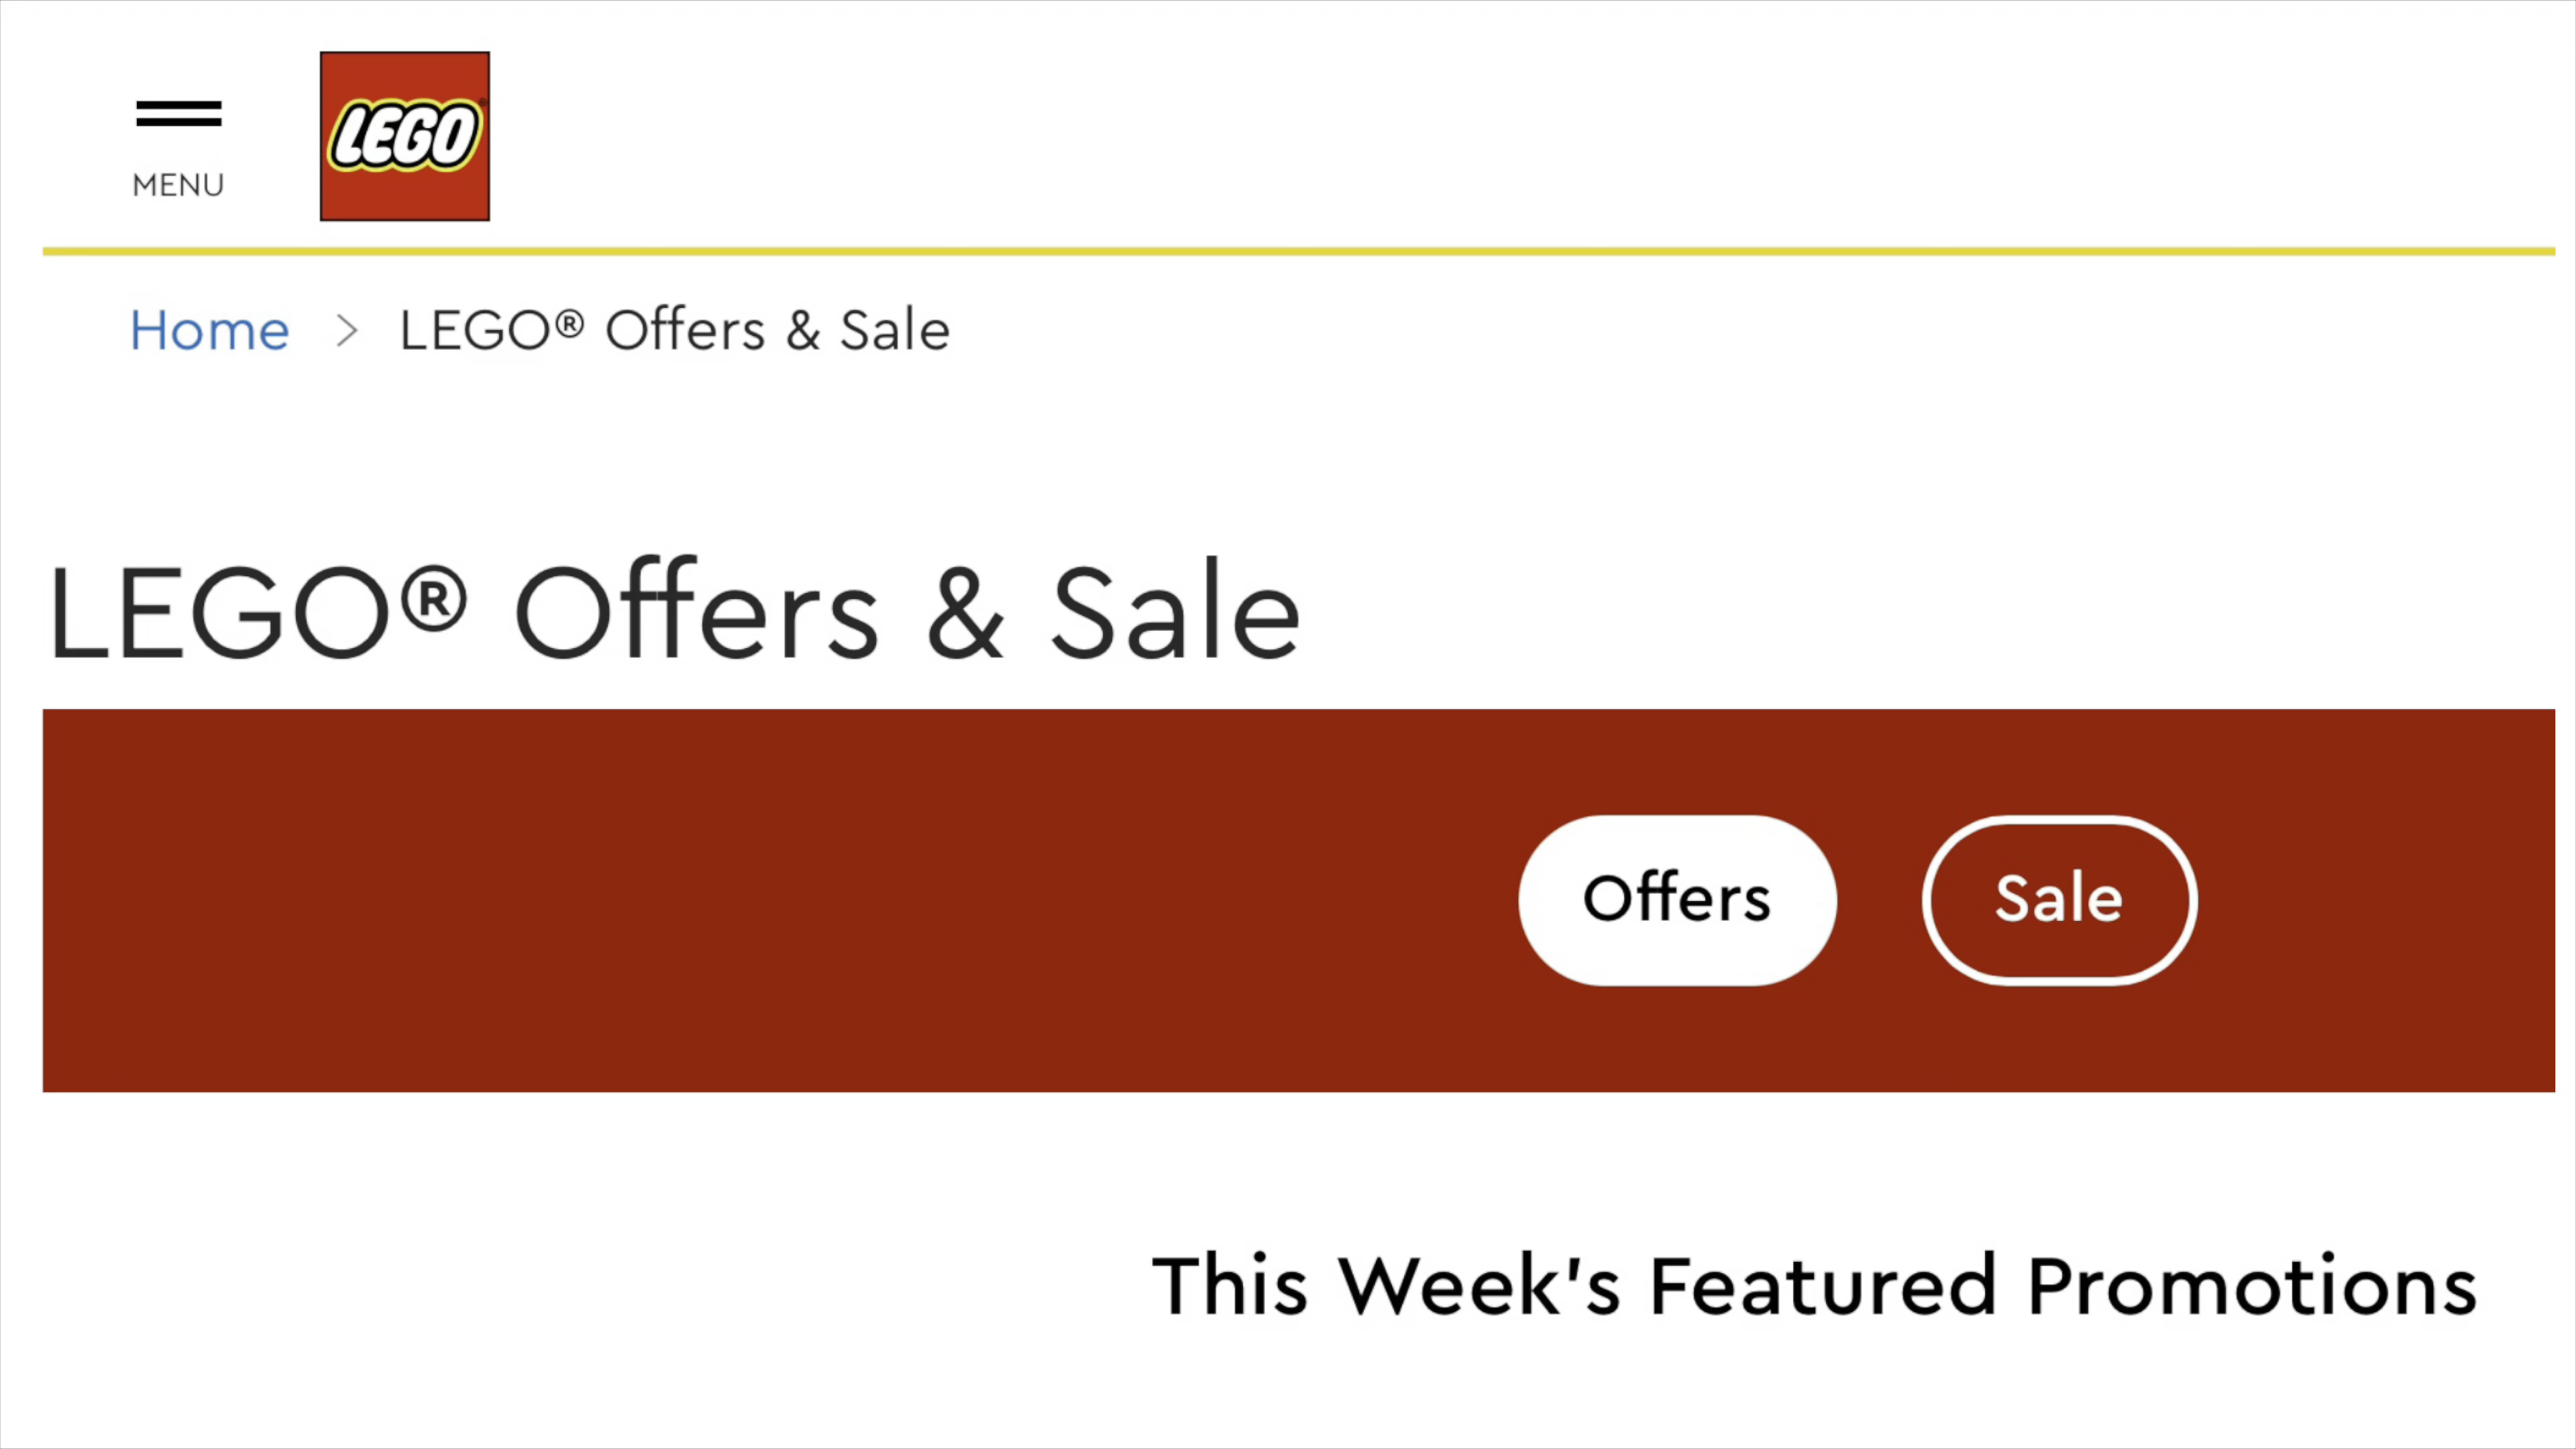 LEGO®
MENU
Home > LEGO® Offers & Sale
LEGO® Offers & Sale
Offers
Sale
This Week's Featured Promotions